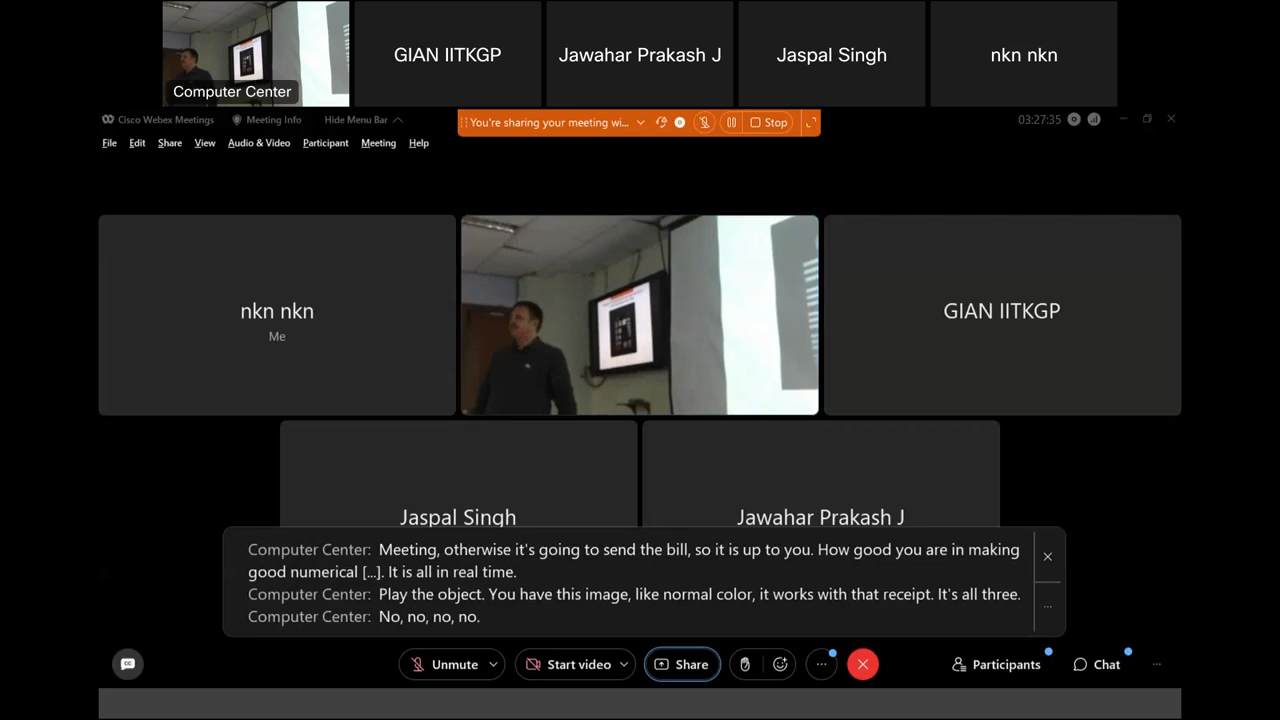 Computer Center
GIAN IITKGP
Jawahar Prakash J
Jaspal Singh
nkn nkn
Cisco Webex Meetings
Meeting Info
Hide Menu Bar
You're sharing your meeting wi...
Stop
03:27:35
File Edit Share View Audio & Video Participant Meeting Help
nkn nkn
Me
GIAN IITKGP
Jaspal Singh
Jawahar Prakash J
Computer Center: Meeting, otherwise it's going to send the bill, so it is up to you. How good you are in making
good numerical [...]. It is all in real time.
Computer Center: Play the object. You have this image, like normal color, it works with that receipt. It's all three.
Computer Center: No, no, no, no.
Unmute
Start video
Share
Participants
Chat